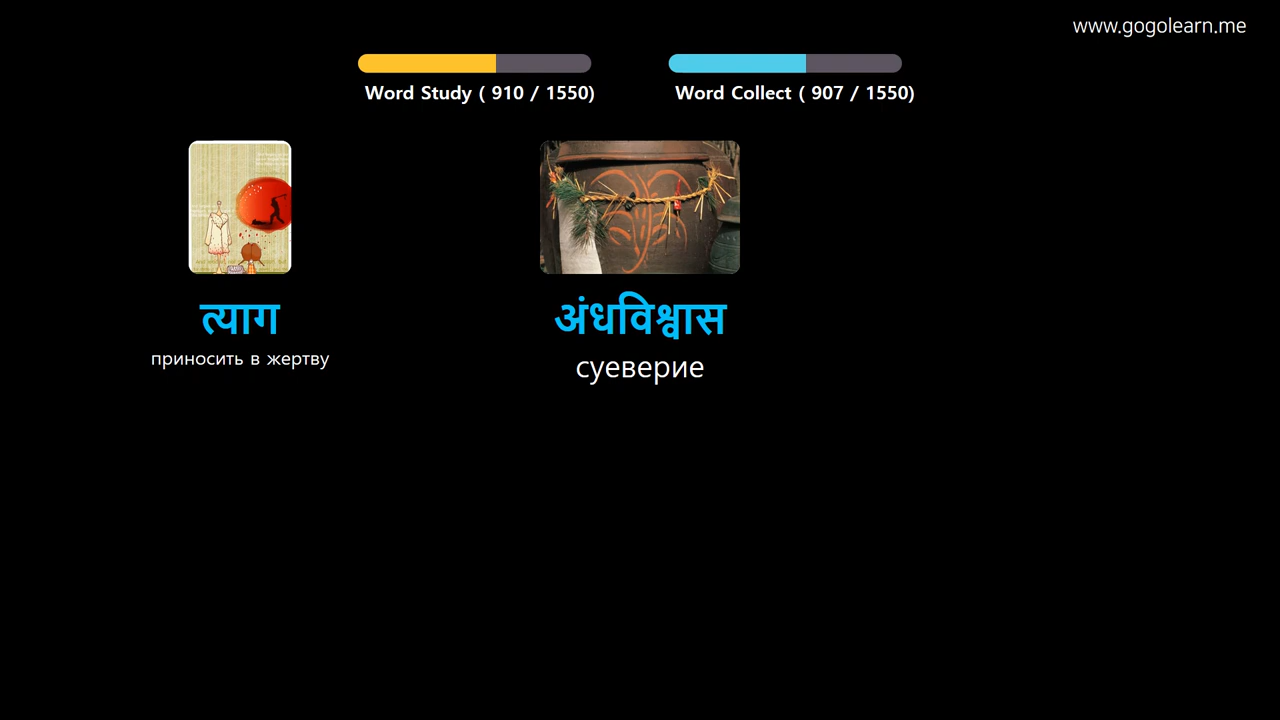 www.gogolearn.me
Word Study ( 910 / 1550)
Word Collect ( 907 / 1550)
त्याग
приносить в жертву
अंधविश्वास
суеверие